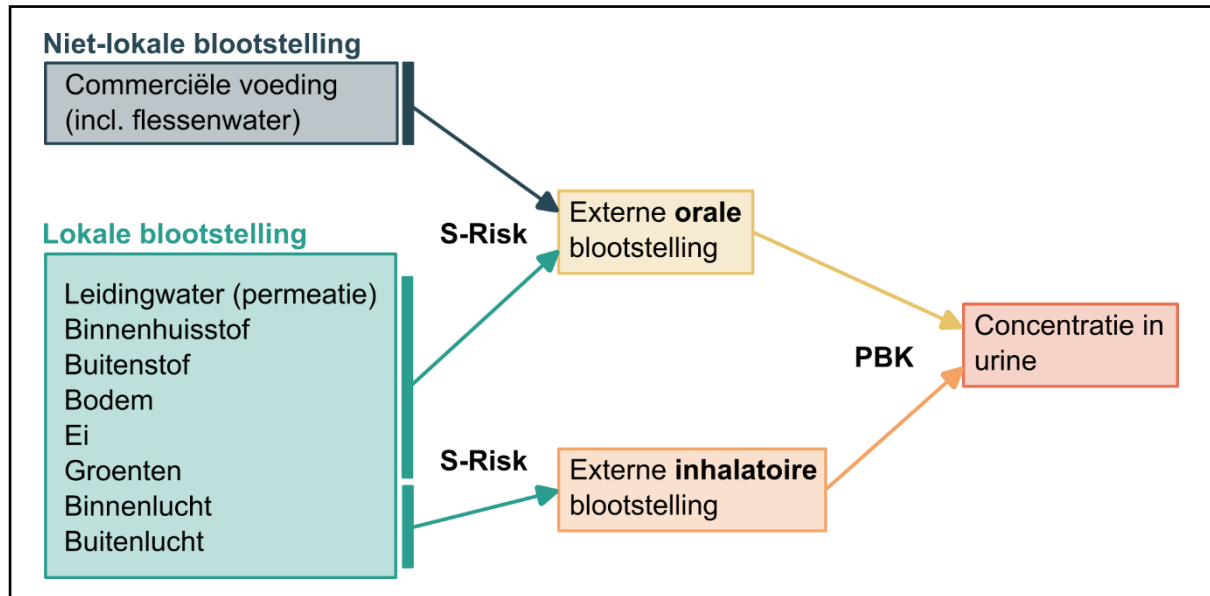 Niet-lokale blootstelling
Commerciële voeding
(incl. flessenwater)
Lokale blootstelling
Leidingwater (permeatie)
Binnenhuisstof
Buitenstof
Bodem
Ei
Groenten
Binnenlucht
Buitenlucht
S-Risk
S-Risk
Externe orale
blootstelling
Externe inhalatoire
blootstelling
PBK
Concentratie in
urine